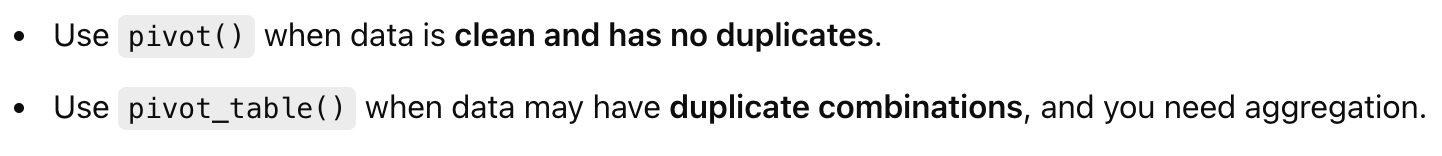 • Use pivot() when data is clean and has no duplicates.
• Use pivot_table() when data may have duplicate combinations, and you need aggregation.